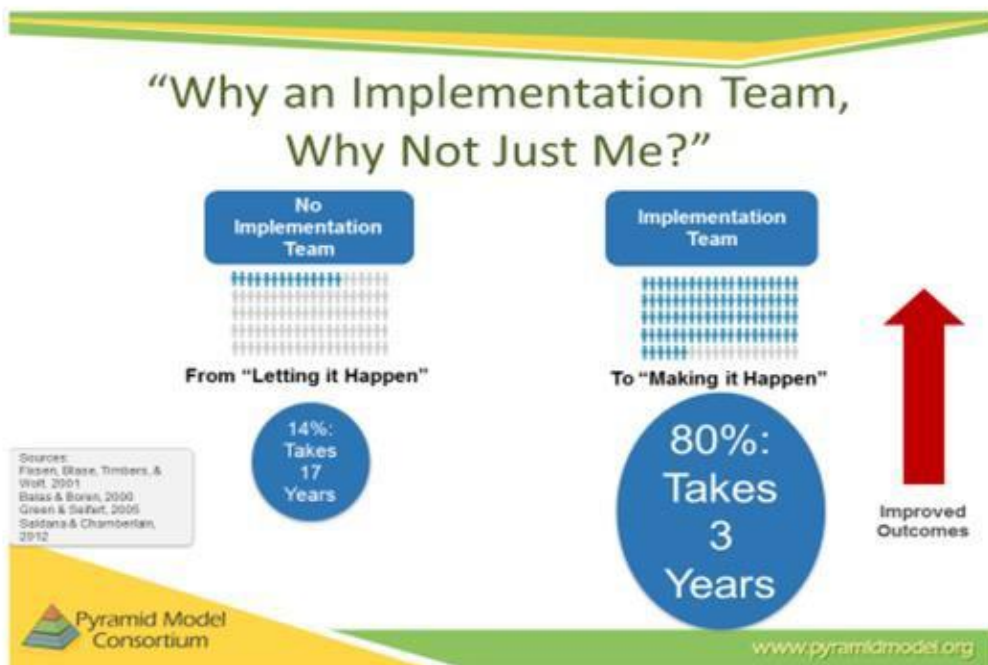 “Why an Implementation Team,
Why Not Just Me?”
No
Implementation
Team
Implementation
Team
From “Letting it Happen”
To “Making it Happen”
14%:
Takes
17
Years
80%:
Takes
3
Years
Improved
Outcomes
Sources:
Fixsen, Blase, Timbers, &
Wolf, 2001
Balas & Boren, 2000
Green & Seifert, 2005
Saldana & Chamberlain,
2012
Pyramid Model
Consortium
www.pyramidmodel.org